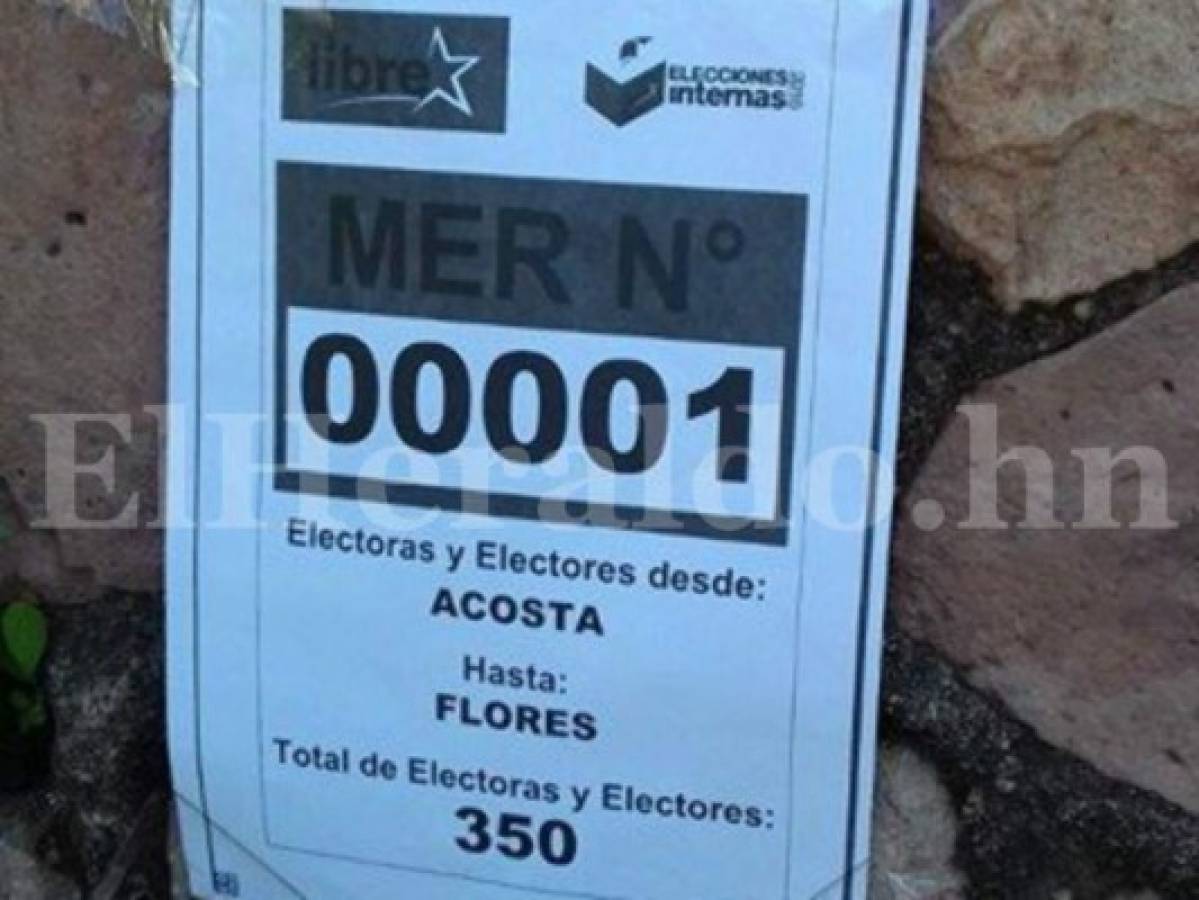 libre
ELECCIONES
internas
MER N°
00001
ElHeraldo.hn
Electoras y Electores desde:
ACOSTA
Hasta:
FLORES
Total de Electoras y Electores:
350